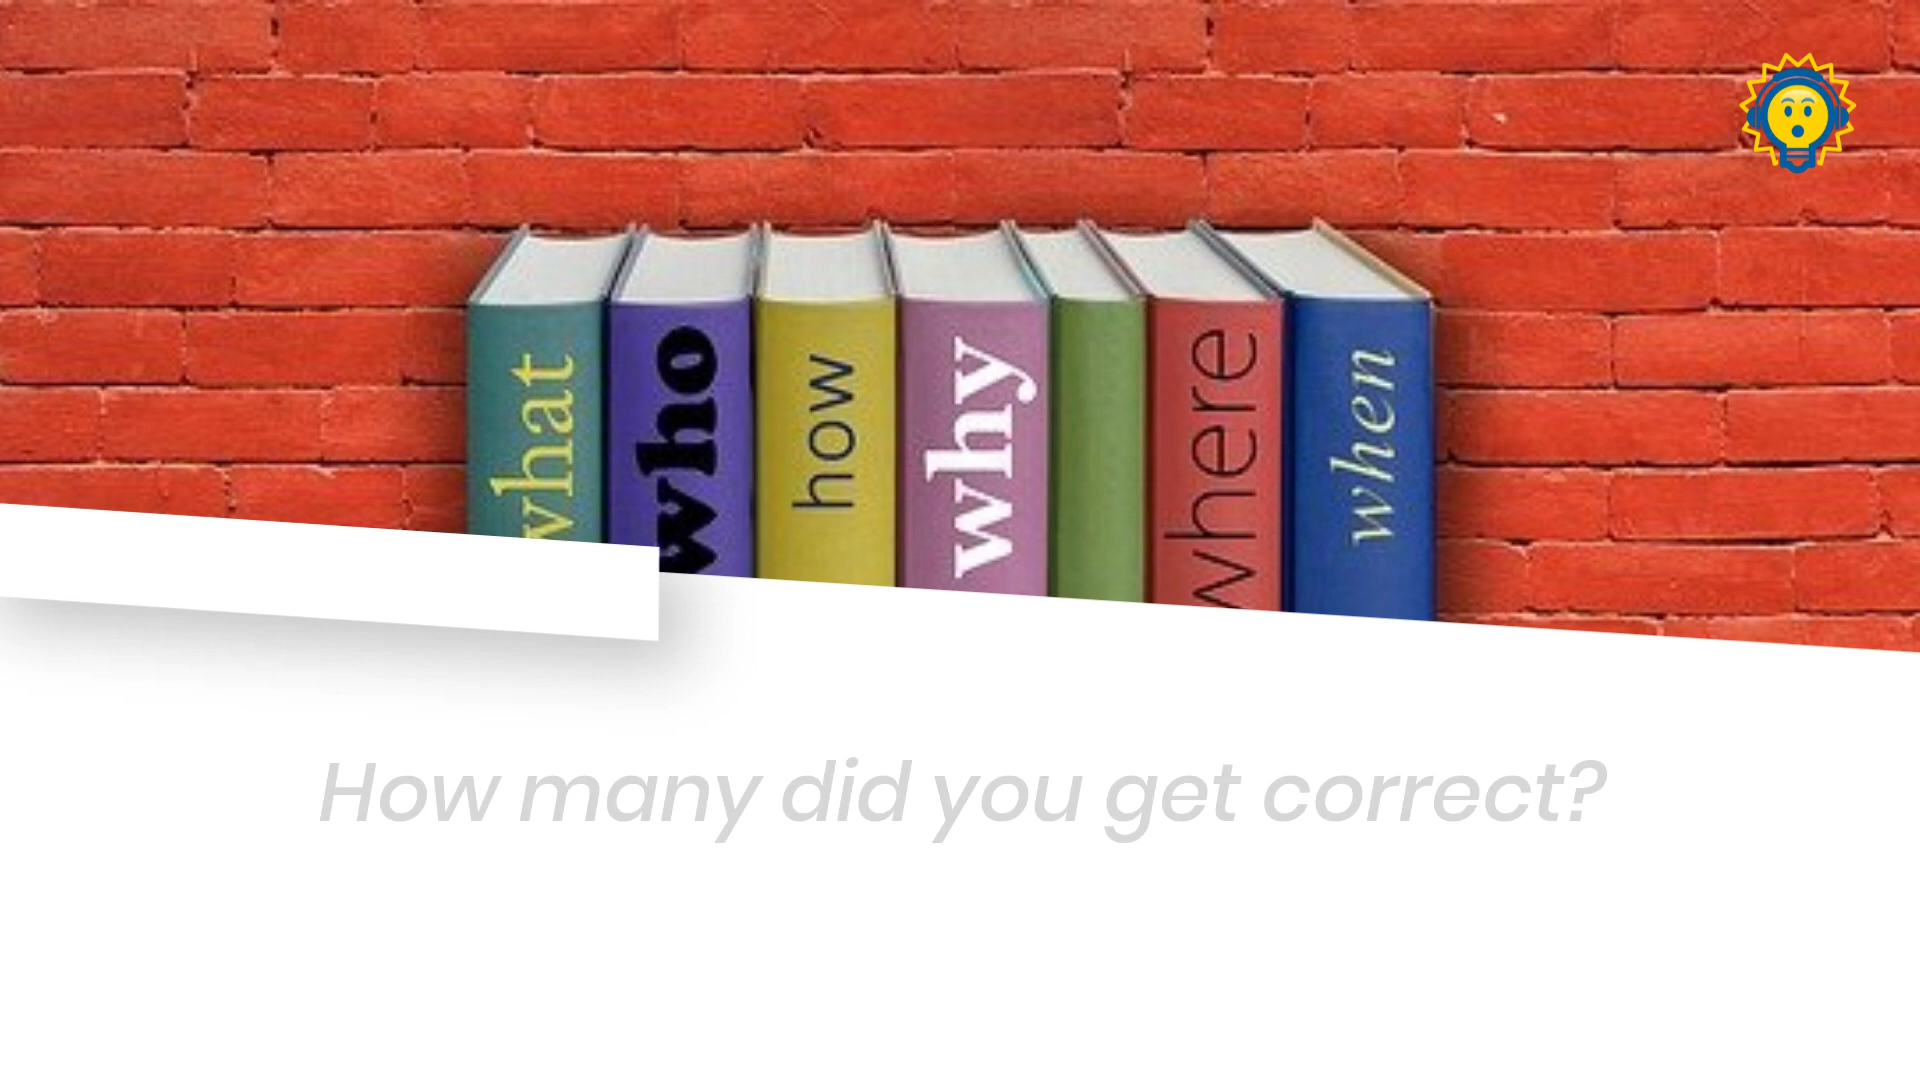 what
who
how
why
where
when
How many did you get correct?